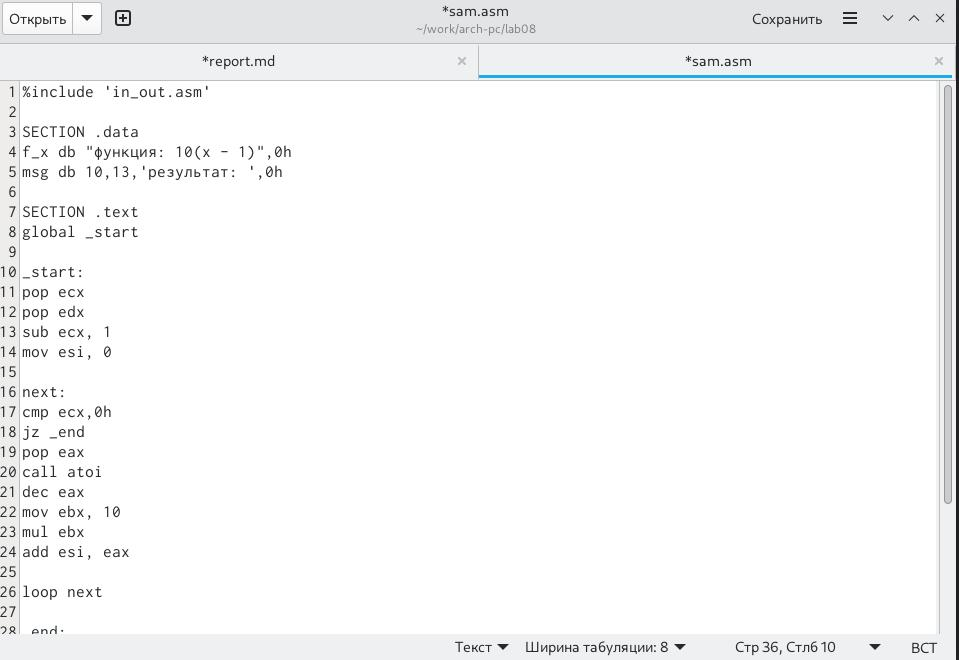 Открыть
*sam.asm
~/work/arch-pc/lab08
Сохранить
*report.md
*sam.asm
1 %include 'in_out.asm'
2
3 SECTION .data
4 f_x db "функция: 10(x - 1)",0h
5 msg db 10,13,'результат: ',0h
6
7 SECTION .text
8 global _start
9
10 _start:
11 pop ecx
12 pop edx
13 sub ecx, 1
14 mov esi, 0
15
16 next:
17 cmp ecx,0h
18 jz _end
19 pop eax
20 call atoi
21 dec eax
22 mov ebx, 10
23 mul ebx
24 add esi, eax
25
26 loop next
27
28 _end:
Текст Ширина табуляции: 8 Стр 36, Стлб 10 ВСТ